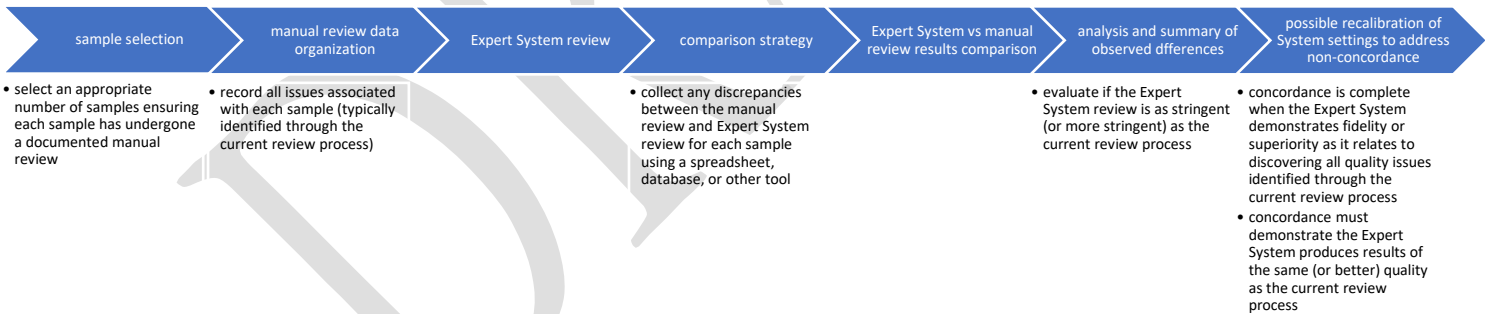 sample selection
manual review data
organization
Expert System review
comparison strategy
Expert System vs manual
review results comparison
analysis and summary of
observed dfferences
possible recalibration of
System settings to address
non-concordance
• select an appropriate
number of samples ensuring
each sample has undergone
a documented manual
review
• record all issues associated
with each sample (typically
identified through the
current review process)
• collect any discrepancies
between the manual
review and Expert System
review for each sample
using a spreadsheet,
database, or other tool
• evaluate if the Expert
System review is as stringent
(or more stringent) as the
current review process
• concordance is complete
when the Expert System
demonstrates fidelity or
superiority as it relates to
discovering all quality issues
identified through the
current review process
• concordance must
demonstrate the Expert
System produces results of
the same (or better) quality
as the current review
process